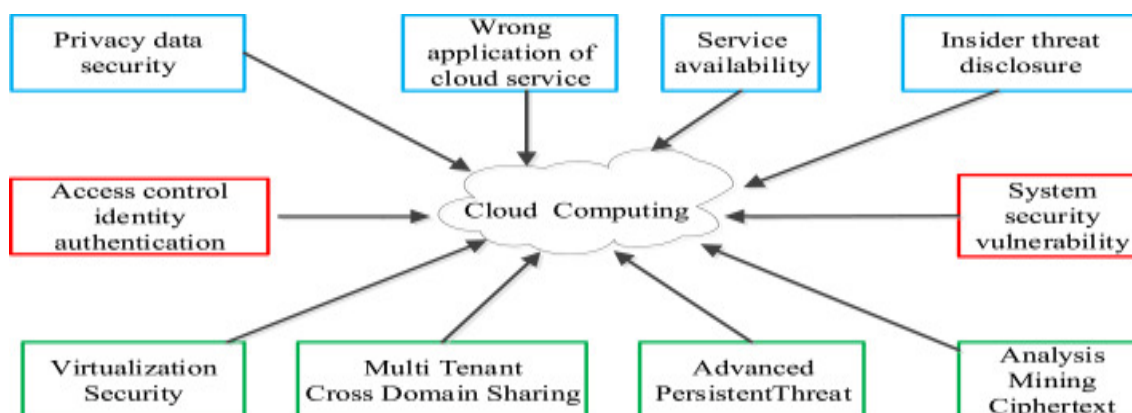 Privacy data
security
Wrong
application of
cloud service
Service
availability
Insider threat
disclosure
Access control
identity
authentication
Cloud Computing
System
security
vulnerability
Virtualization
Security
Multi Tenant
Cross Domain Sharing
Advanced
PersistentThreat
Analysis
Mining
Ciphertext